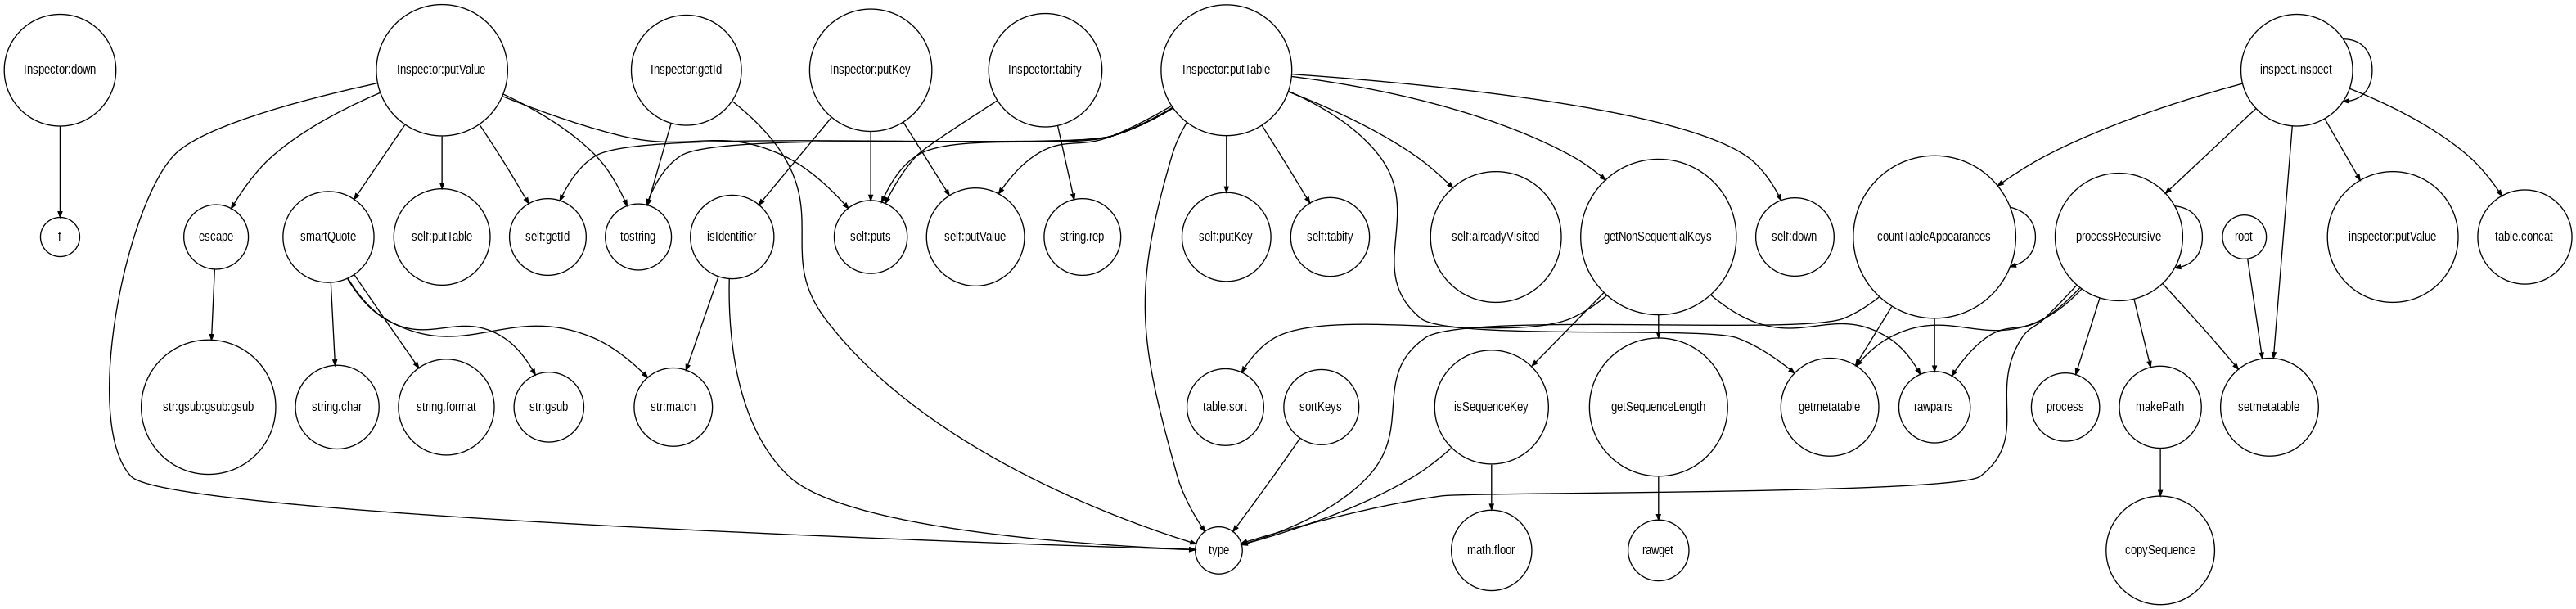 Inspector:down
Inspector:putValue
Inspector:getId
Inspector:putKey
Inspector:tabify
Inspector:putTable
inspect.inspect
f
escape
smartQuote
self:putTable
self:getId
tostring
isIdentifier
self:puts
self:putValue
string.rep
self:putKey
self:tabify
self:alreadyVisited
getNonSequentialKeys
self:down
countTableAppearances
processRecursive
root
inspector:putValue
table.concat
str:gsub:gsub:gsub
string.char
string.format
str:gsub
str:match
table.sort
sortKeys
isSequenceKey
getSequenceLength
getmetatable
rawpairs
process
makePath
setmetatable
type
math.floor
rawget
copySequence